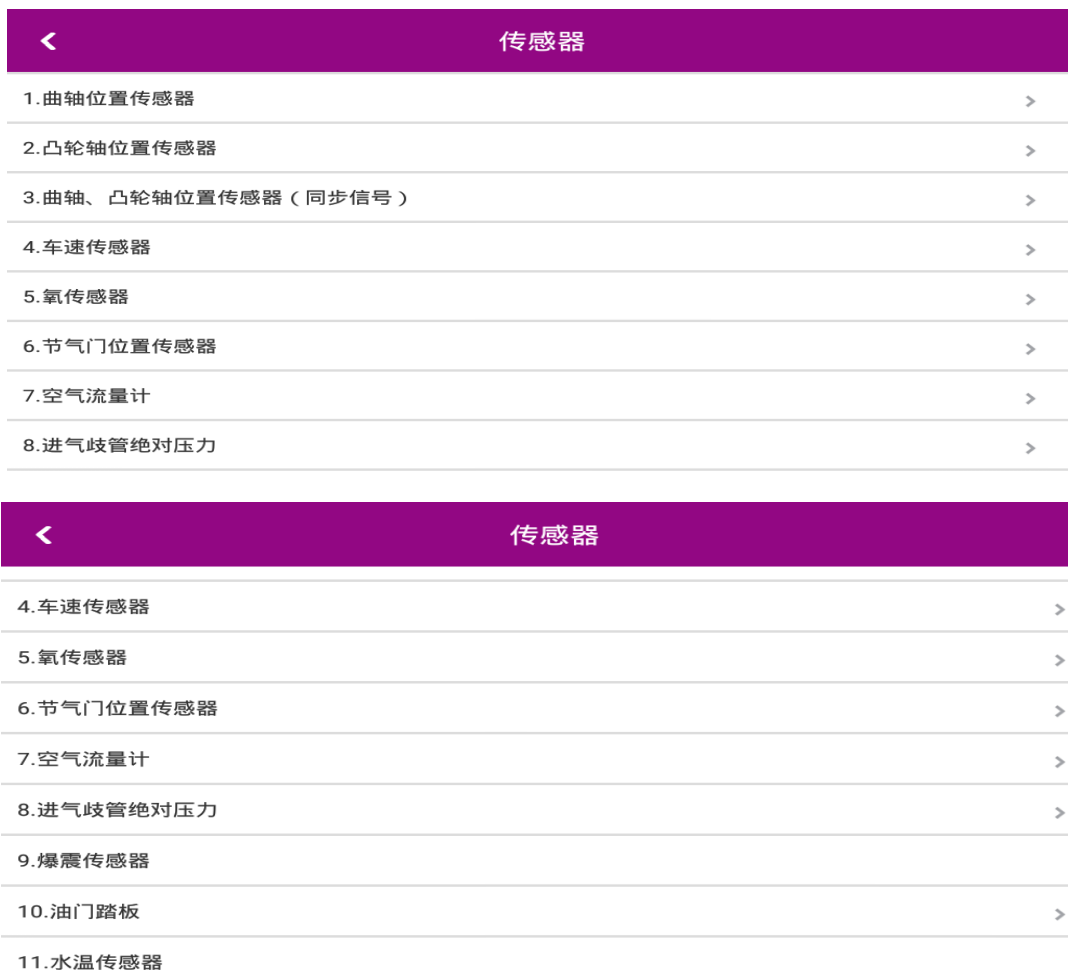 传感器
1.曲轴位置传感器
2.凸轮轴位置传感器
3.曲轴、凸轮轴位置传感器（同步信号）
4.车速传感器
5.氧传感器
6.节气门位置传感器
7.空气流量计
8.进气歧管绝对压力
传感器
4.车速传感器
5.氧传感器
6.节气门位置传感器
7.空气流量计
8.进气歧管绝对压力
9.爆震传感器
10.油门踏板
11.水温传感器